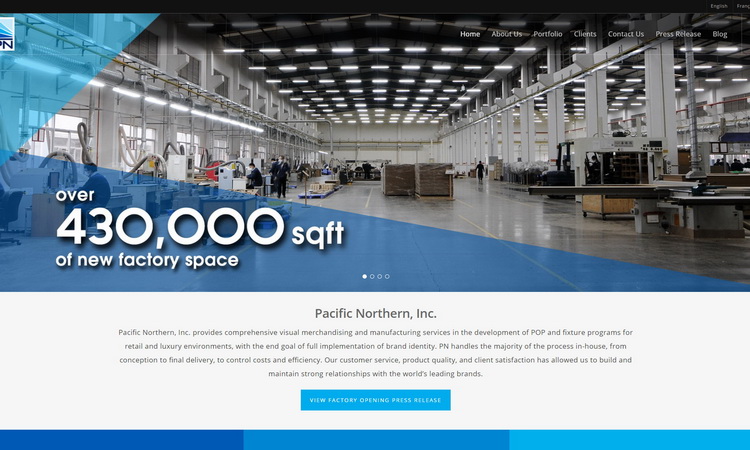 English
PN
Home About Us Portfolio Clients Contact Us Press Release Blog
over
430,000 sqft
of new factory space
Pacific Northern, Inc.
Pacific Northern, Inc. provides comprehensive visual merchandising and manufacturing services in the development of POP and fixture programs for
retail and luxury environments, with the end goal of full implementation of brand identity. PN handles the majority of the process in-house, from
conception to final delivery, to control costs and efficiency. Our customer service, product quality, and client satisfaction has allowed us to build and
maintain strong relationships with the world's leading brands.
VIEW FACTORY OPENING PRESS RELEASE